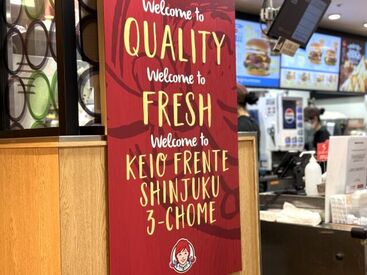 Welcome to
QUALITY
Welcome to
FRESH
Welcome to
KEIO FRENTE
SHINJUKU
3-CHOME